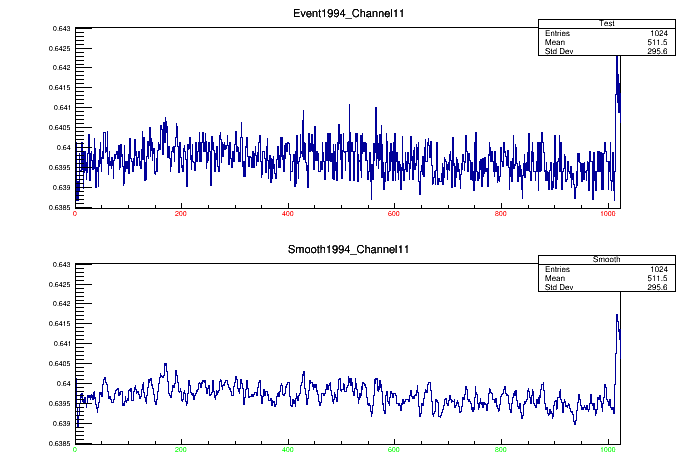 Event1994_Channel11
Test
Entries 1024
Mean 511.5
Std Dev 295.6
0.643
0.6425
0.642
0.6415
0.641
0.6405
0.64
0.6395
0.639
0.6385
0 200 400 600 800 1000
Smooth1994_Channel11
Smooth
Entries 1024
Mean 511.5
Std Dev 295.6
0.643
0.6425
0.642
0.6415
0.641
0.6405
0.64
0.6395
0.639
0.6385
0 200 400 600 800 1000